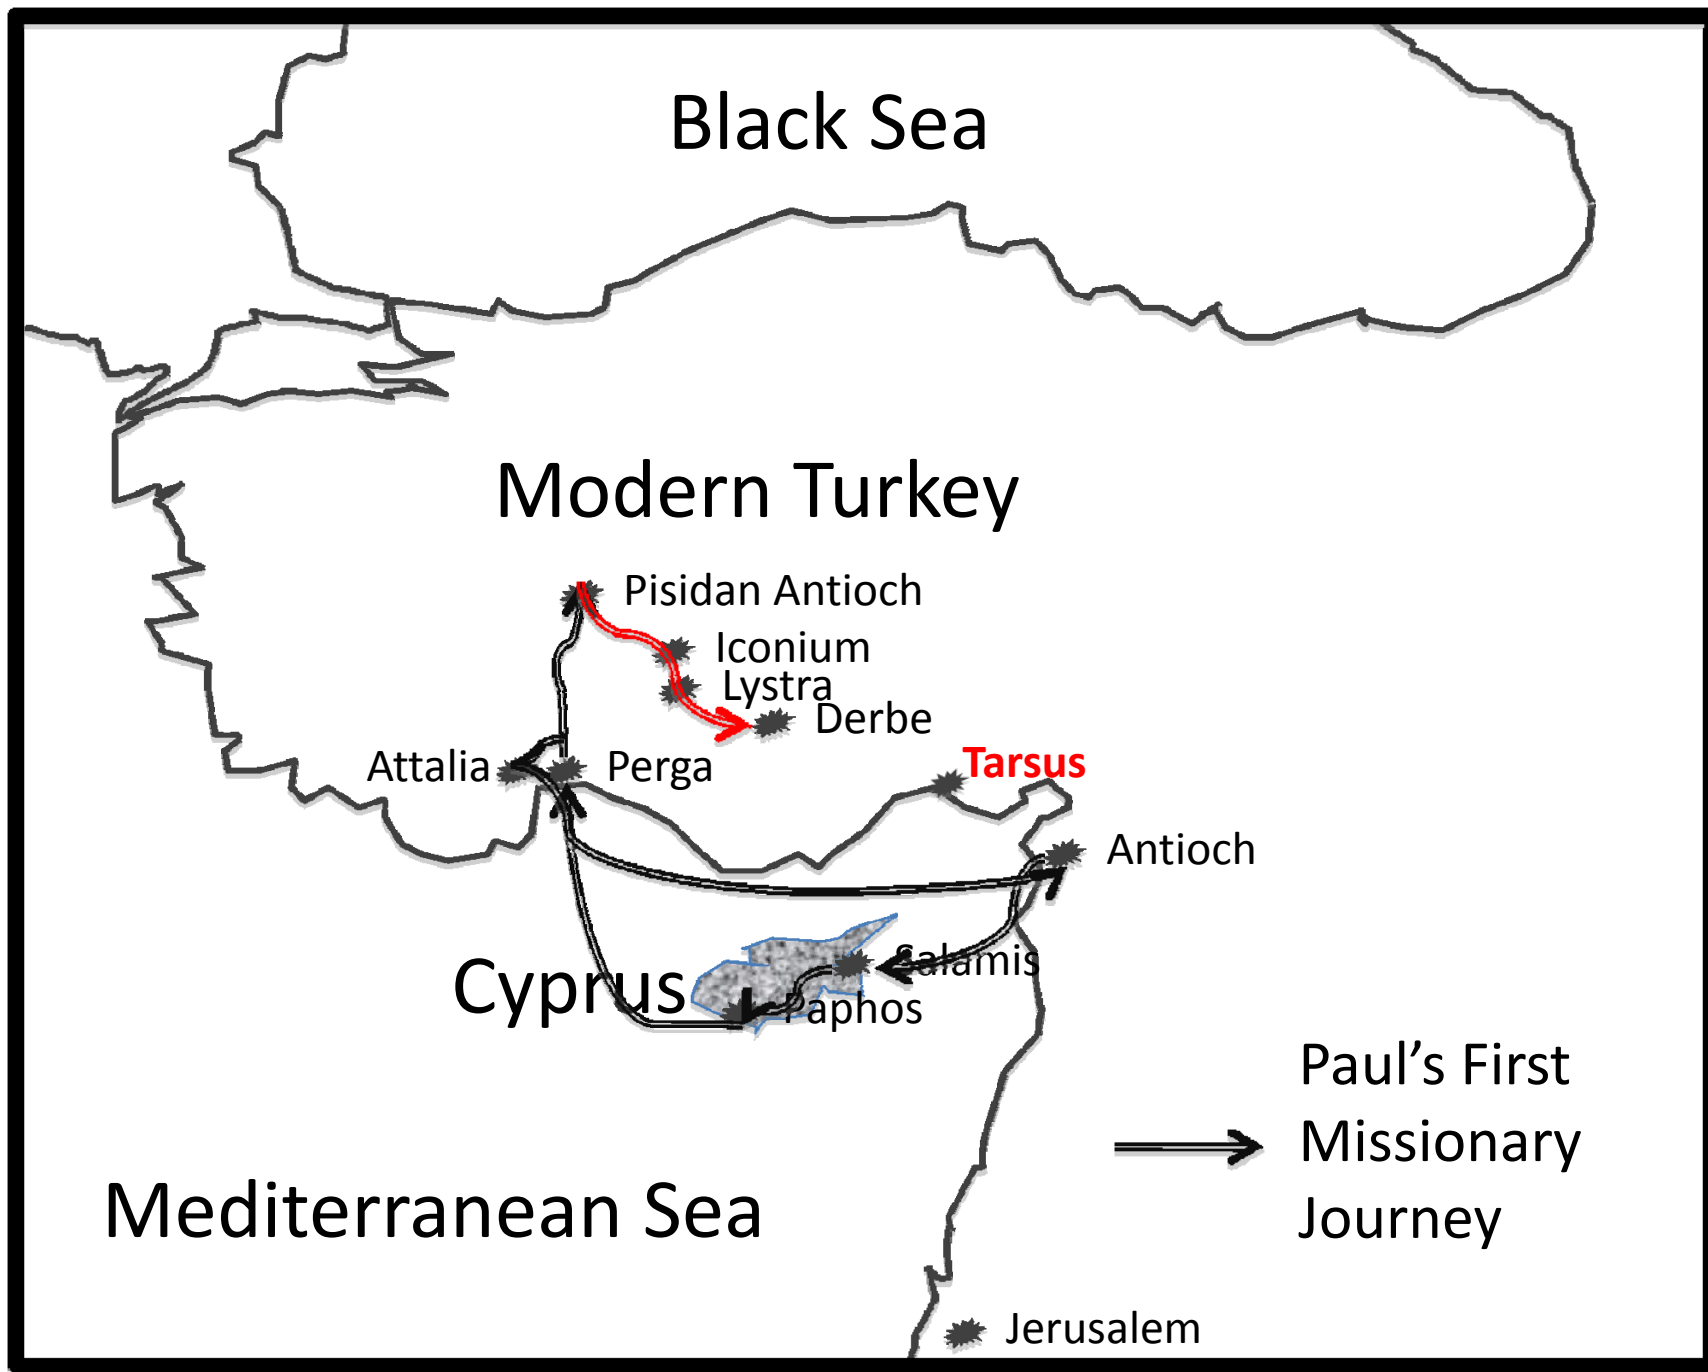 Black Sea
Modern Turkey
Pisidan Antioch
Iconium
Lystra
Derbe
Attalia
Perga
Tarsus
Antioch
Salamis
Cyprus
Paphos
Paul’s First
Missionary
Journey
Mediterranean Sea
Jerusalem